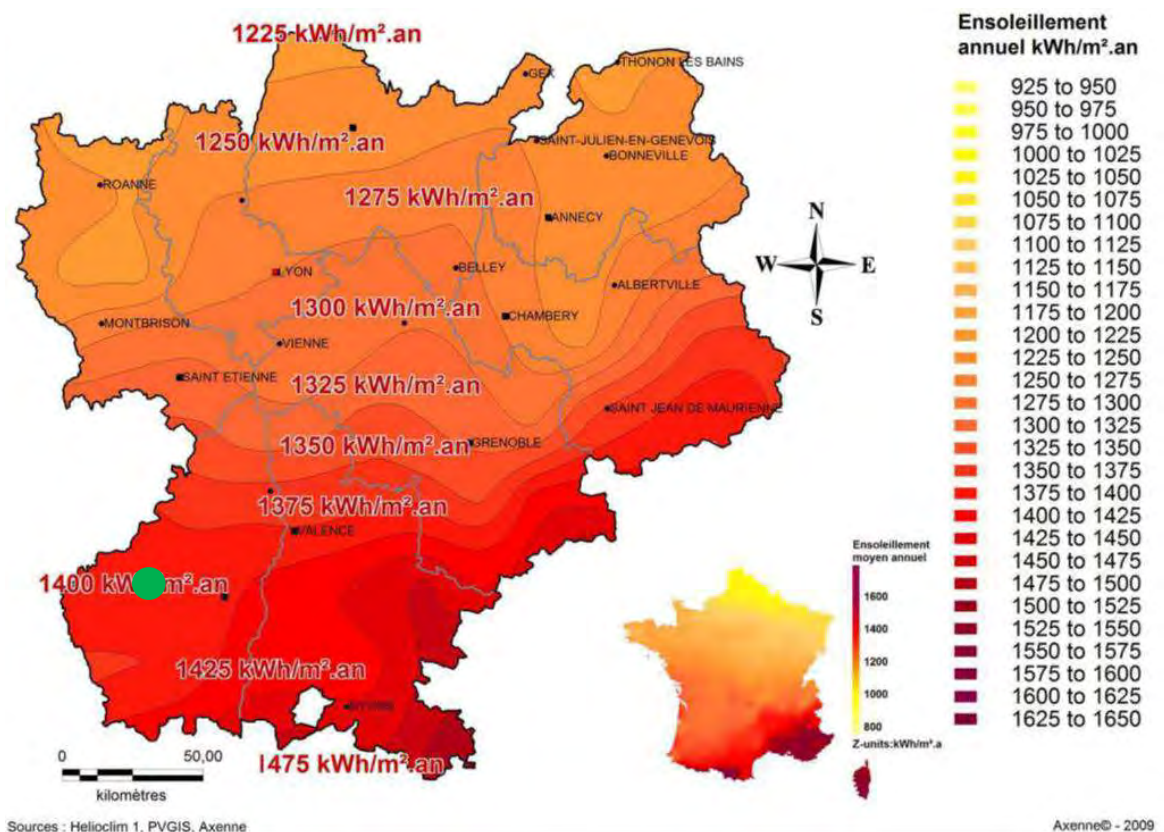 1225 kWh/m².an
THONON LES BAINS
GEX
1250 kWh/m².an
SAINT-JULIEN-EN-GENEVOIS
BONNEVILLE
ROANNE
1275 kWh/m².an
ANNECY
LYON
BELLEY
ALBERTVILLE
1300 kWh/m².an
CHAMBERY
MONTBRISON
VIENNE
SAINT ETIENNE
1325 kWh/m².an
SAINT JEAN DE MAURIENNE
1350 kWh/m².an
GRENOBLE
1375 kWh/m².an
VALENCE
1400 m².an
1425 kWh/m².an
1475 kWh/m².an
0 50,00
kilomètres
N
W E
S
Ensoleillement
annuel kWh/m².an
925 to 950
950 to 975
975 to 1000
1000 to 1025
1025 to 1050
1050 to 1075
1075 to 1100
1100 to 1125
1125 to 1150
1150 to 1175
1175 to 1200
1200 to 1225
1225 to 1250
1250 to 1275
1275 to 1300
1300 to 1325
1325 to 1350
1350 to 1375
1375 to 1400
1400 to 1425
1425 to 1450
1450 to 1475
1475 to 1500
1500 to 1525
1525 to 1550
1550 to 1575
1575 to 1600
1600 to 1625
1625 to 1650
Ensoleillement
moyen annuel
1600
1400
1200
1000
800
Z-units:kWh/m².a
Sources : Helioclim 1, PVGIS, Axenne
Axenne© - 2009